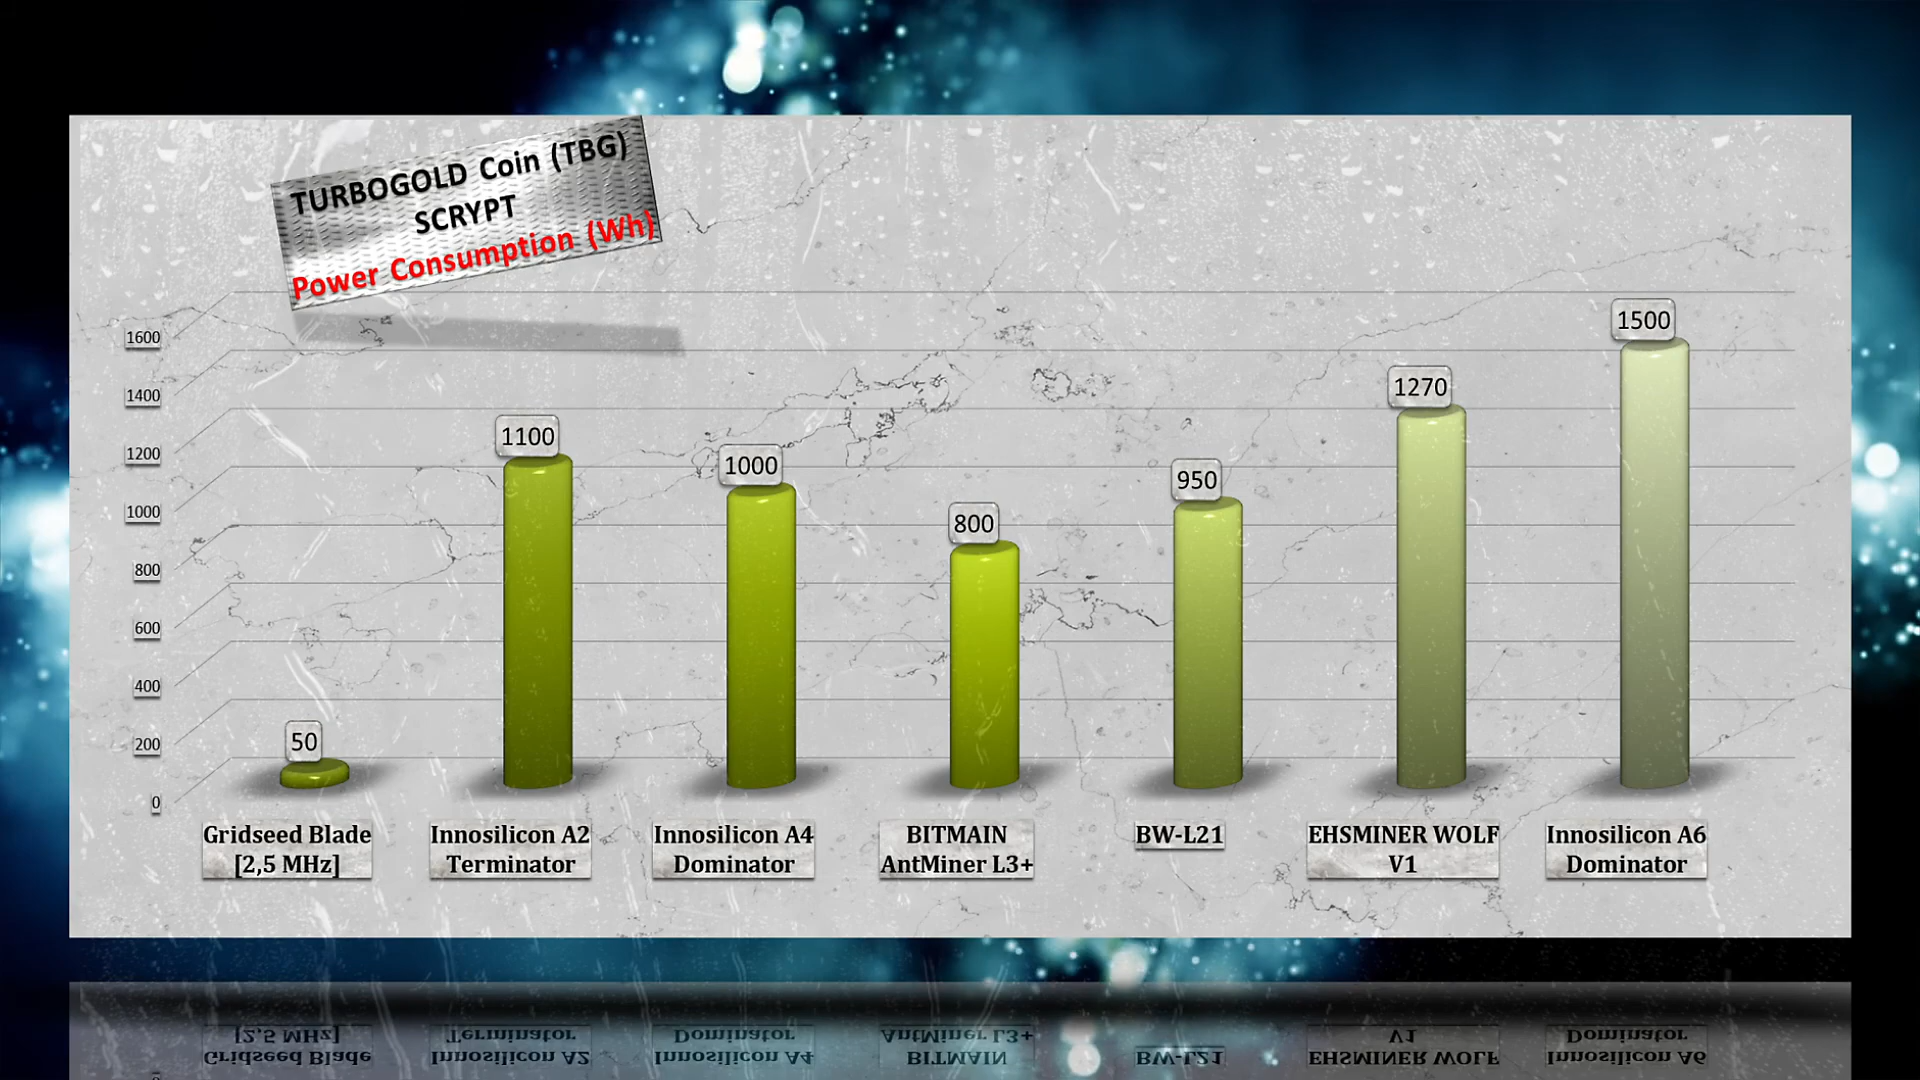 TURBOGOLD Coin (TBG)
SCRYPT
Power Consumption (Wh)
1600
1400
1200
1000
800
600
400
200
0
50
1100
1000
800
950
1270
1500
Gridseed Blade
[2,5 MHz]
Innosilicon A2
Terminator
Innosilicon A4
Dominator
BITMAIN
AntMiner L3+
BW-L21
EHSMINER WOLF
V1
Innosilicon A6
Dominator